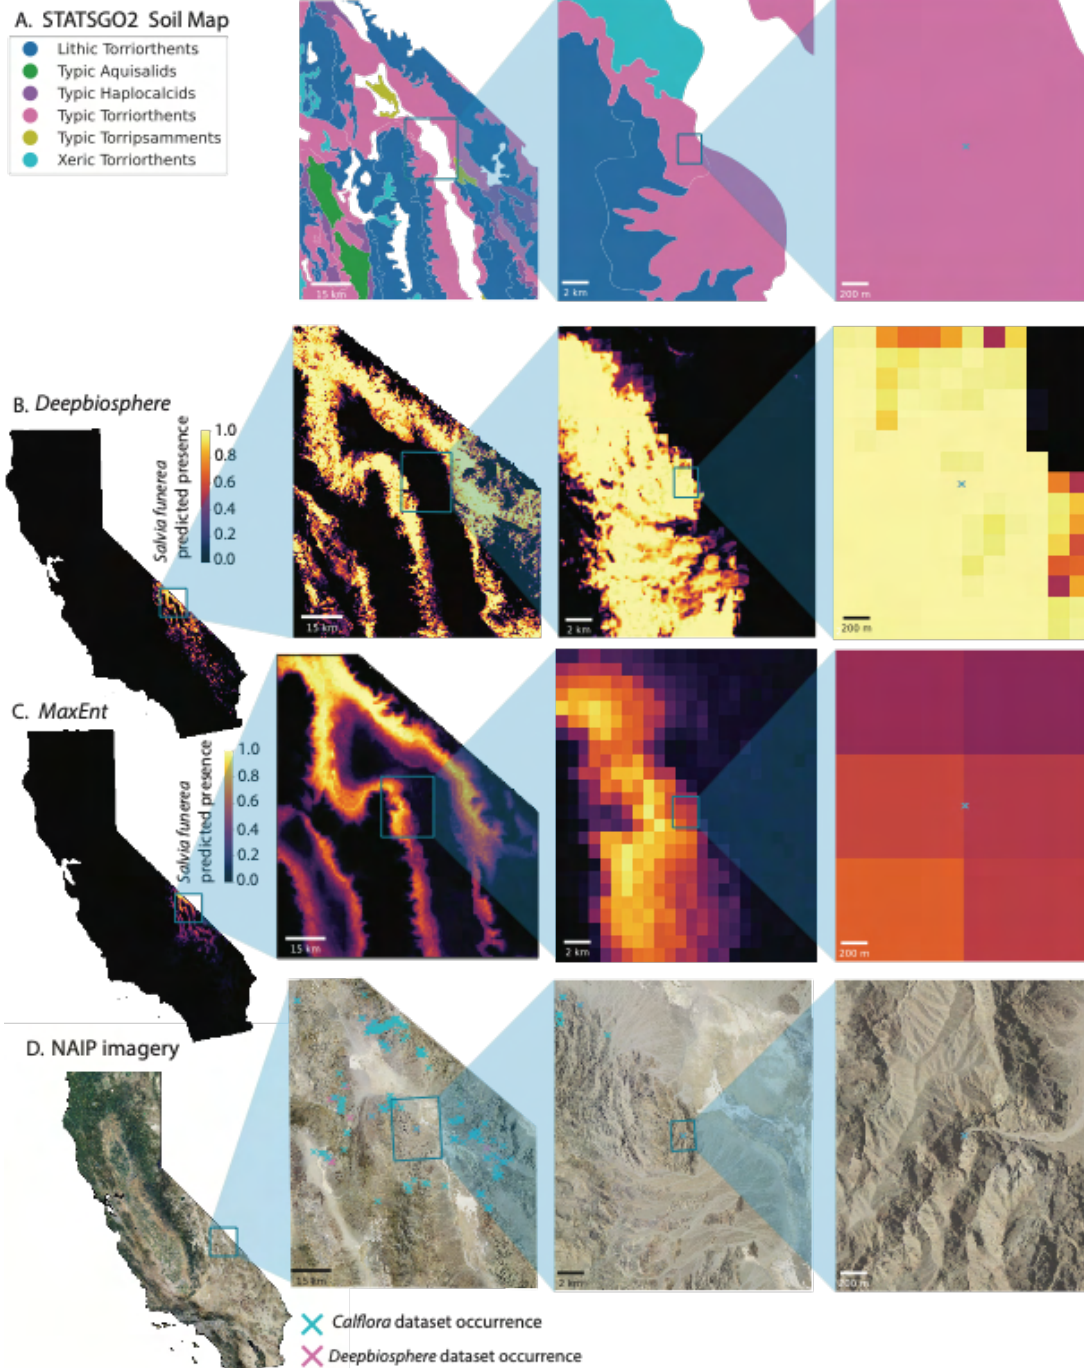 A. STATSGO2 Soil Map
Lithic Torriorthents
Typic Aquisalids
Typic Haplocalcids
Typic Torriorthents
Typic Torripsamments
Xeric Torriorthents
15 km
2 km
200 m
B. Deepbiosphere
Salvia funerea
predicted presence
1.0
0.8
0.6
0.4
0.2
0.0
15 km
2 km
200 m
C. MaxEnt
Salvia funerea
predicted presence
1.0
0.8
0.6
0.4
0.2
0.0
15 km
2 km
200 m
D. NAIP imagery
15 km
2 km
200 m
Calflora dataset occurrence
Deepbiosphere dataset occurrence